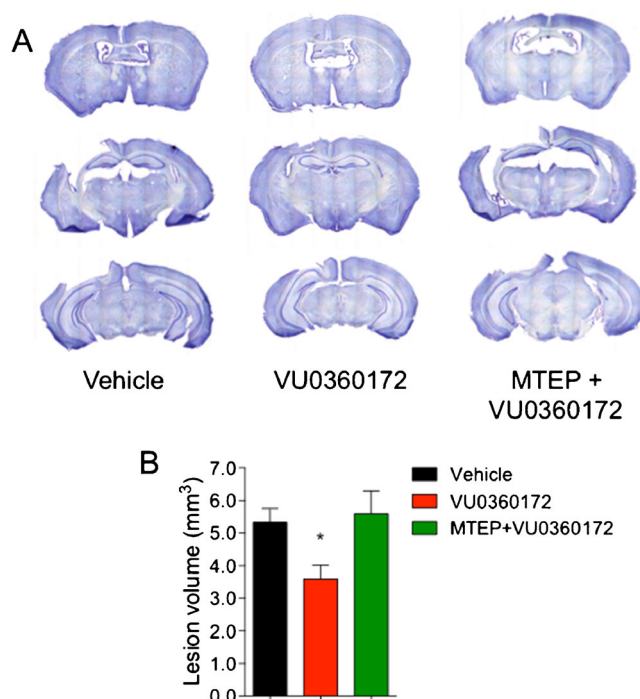 A
Vehicle
VU0360172
MTEP +
VU0360172
B
Lesion volume (mm³)
7.0
6.0
5.0
4.0
3.0
2.0
1.0
0.0
*
Vehicle
VU0360172
MTEP+VU0360172